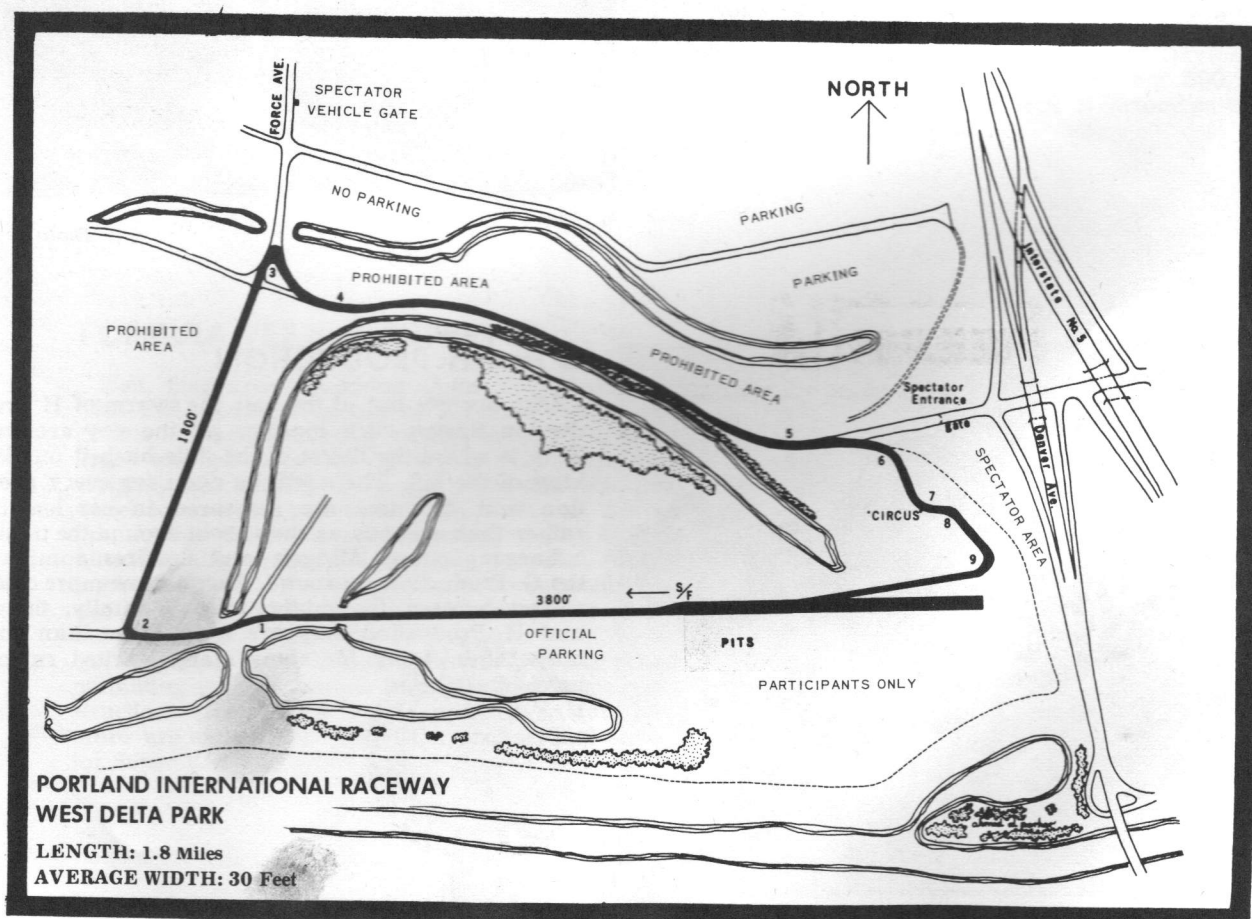 FORCE AVE.
SPECTATOR
VEHICLE GATE
NORTH
NO PARKING
PARKING
PROHIBITED AREA
PARKING
3
4
PROHIBITED
AREA
Interstate No. 5
PROHIBITED AREA
1800'
Spectator
Entrance
gate
5
6
Denver Ave.
SPECTATOR AREA
7
"CIRCUS"
8
9
S/F
3800'
2
1
OFFICIAL
PARKING
PITS
PARTICIPANTS ONLY
PORTLAND INTERNATIONAL RACEWAY
WEST DELTA PARK
LENGTH: 1.8 Miles
AVERAGE WIDTH: 30 Feet